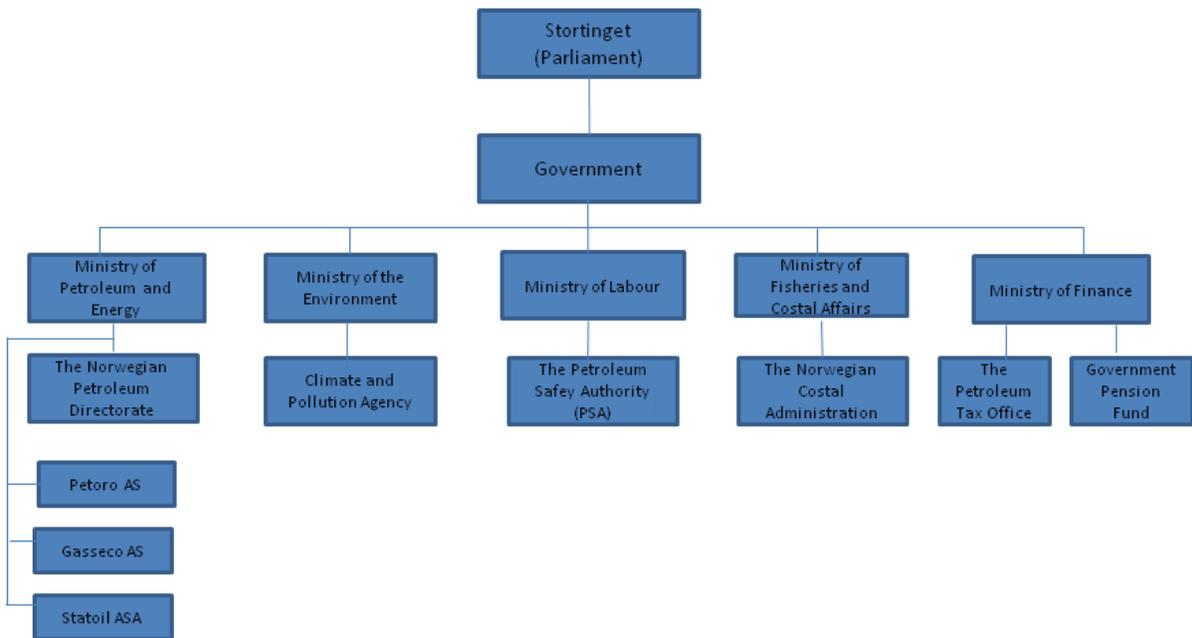 Stortinget
(Parliament)
Government
Ministry of
Petroleum and
Energy
Ministry of the
Environment
Ministry of Labour
Ministry of
Fisheries and
Costal Affairs
Ministry of Finance
The Norwegian
Petroleum
Directorate
Climate and
Pollution Agency
The Petroleum
Safey Authority
(PSA)
The Norwegian
Costal
Administration
The
Petroleum
Tax Office
Government
Pension
Fund
Petoro AS
Gasseco AS
Statoil ASA